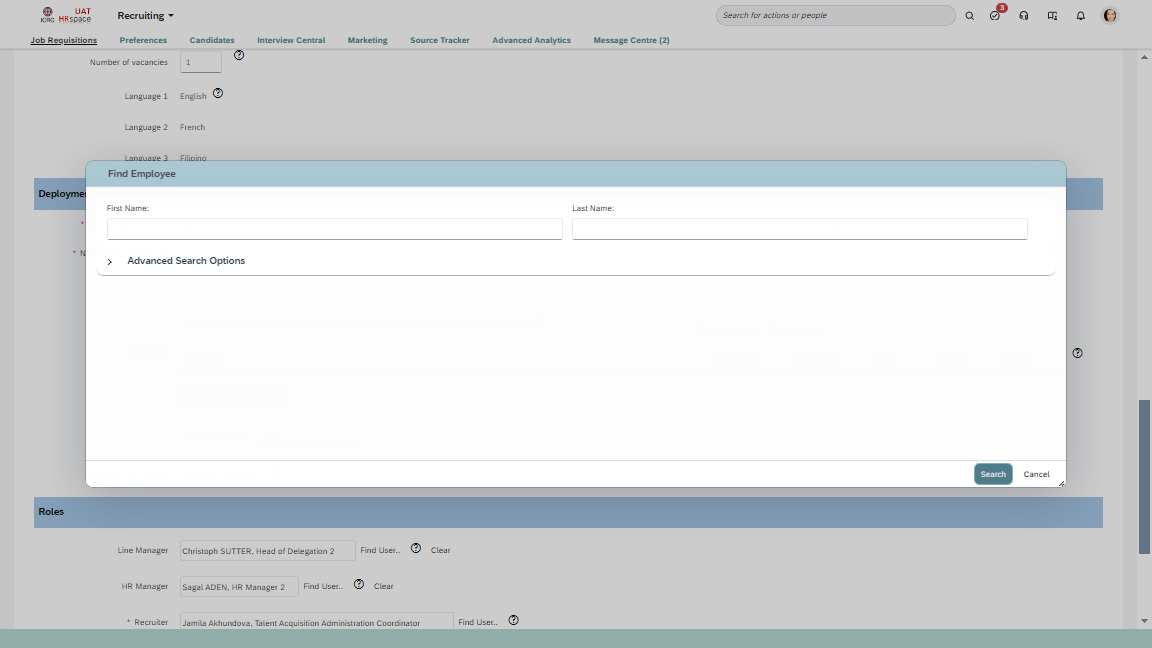 ICRC UAT HRspace
Recruiting
Search for actions or people
3
Job Requisitions Preferences Candidates Interview Central Marketing Source Tracker Advanced Analytics Message Centre (2)
Number of vacancies 1
Language 1 English
Language 2 French
Language 3 Filipino
Find Employee
Deployme
First Name: Last Name:
* N
Advanced Search Options
Search Cancel
Roles
Line Manager Christoph SUTTER, Head of Delegation 2 Find User.. Clear
HR Manager Sagal ADEN, HR Manager 2 Find User.. Clear
* Recruiter Jamila Akhundova, Talent Acquisition Administration Coordinator Find User..